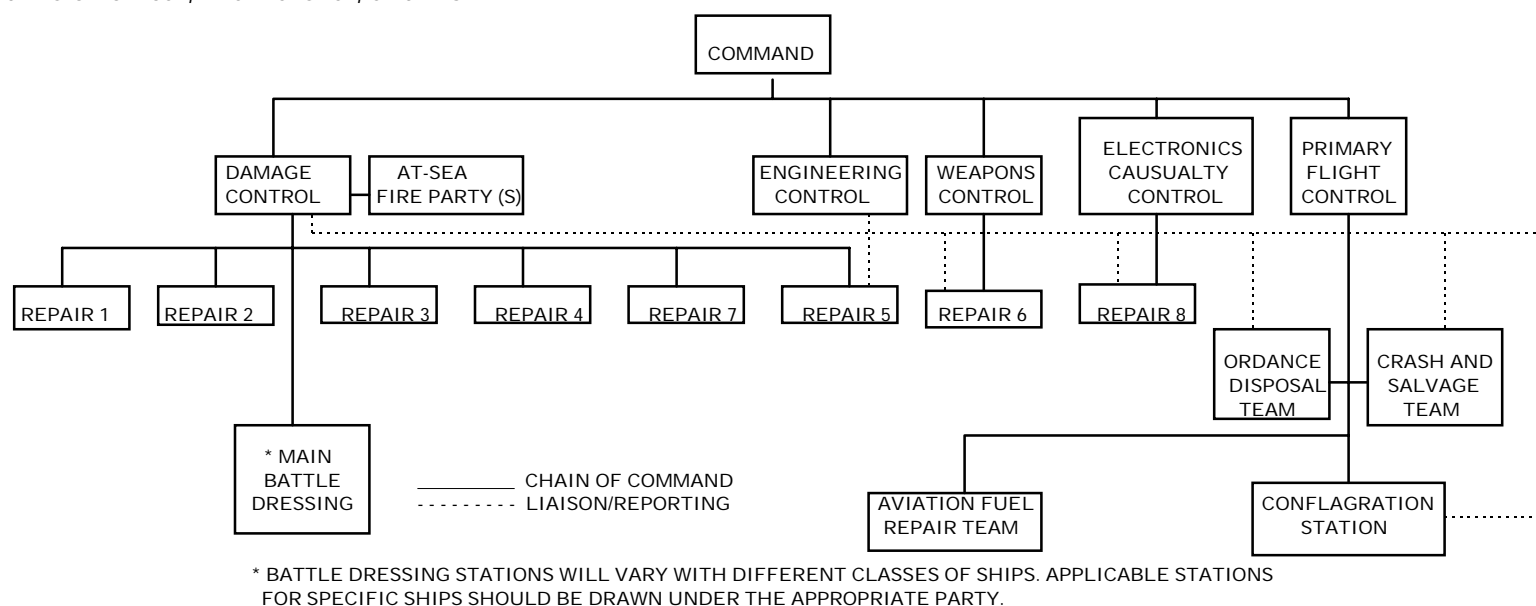 COMMAND
DAMAGE
CONTROL
AT-SEA
FIRE PARTY (S)
ENGINEERING
CONTROL
WEAPONS
CONTROL
ELECTRONICS
CAUSUALTY
CONTROL
PRIMARY
FLIGHT
CONTROL
REPAIR 1
REPAIR 2
REPAIR 3
REPAIR 4
REPAIR 7
REPAIR 5
REPAIR 6
REPAIR 8
ORDANCE
DISPOSAL
TEAM
CRASH AND
SALVAGE
TEAM
* MAIN
BATTLE
DRESSING
CHAIN OF COMMAND
LIAISON/REPORTING
AVIATION FUEL
REPAIR TEAM
CONFLAGRATION
STATION
* BATTLE DRESSING STATIONS WILL VARY WITH DIFFERENT CLASSES OF SHIPS. APPLICABLE STATIONS
FOR SPECIFIC SHIPS SHOULD BE DRAWN UNDER THE APPROPRIATE PARTY.